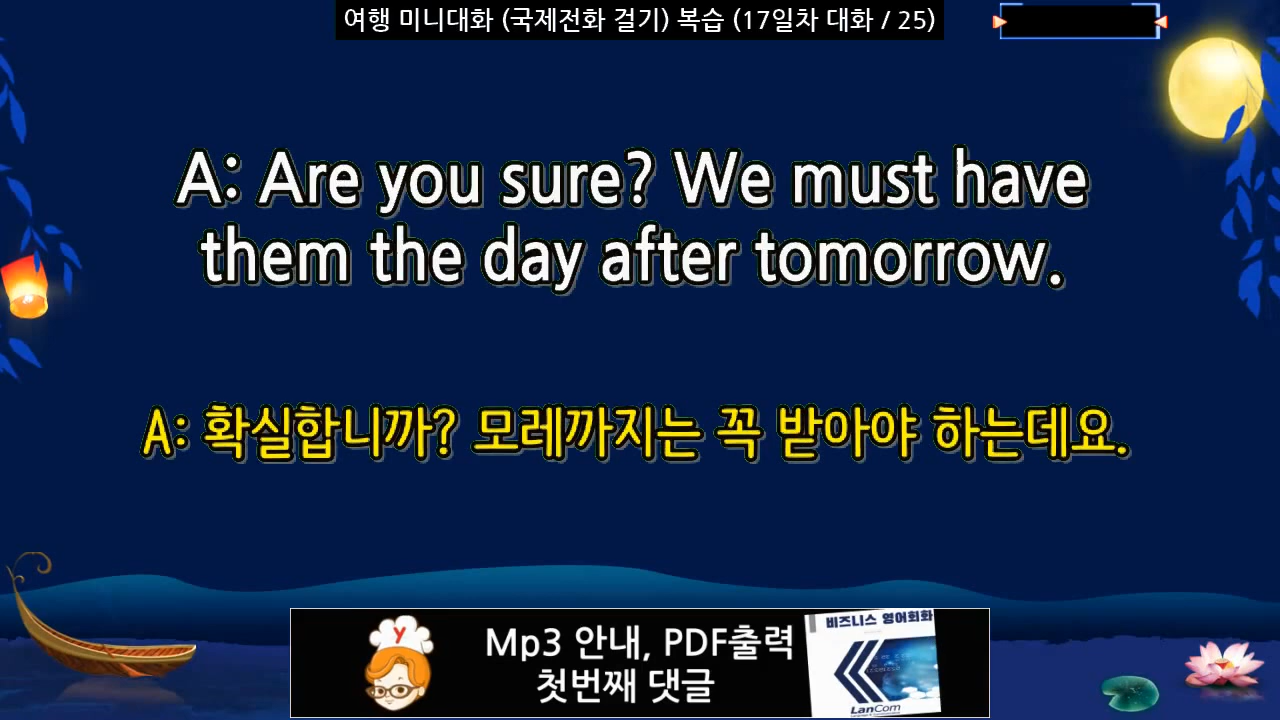 여행 미니대화 (국제전화 걸기) 복습 (17일차 대화 / 25)
A: Are you sure? We must have
them the day after tomorrow.
A: 확실합니까? 모레까지는 꼭 받아야 하는데요.
Y
Mp3 안내, PDF출력
첫번째 댓글
비즈니스 영어회화
LanCom